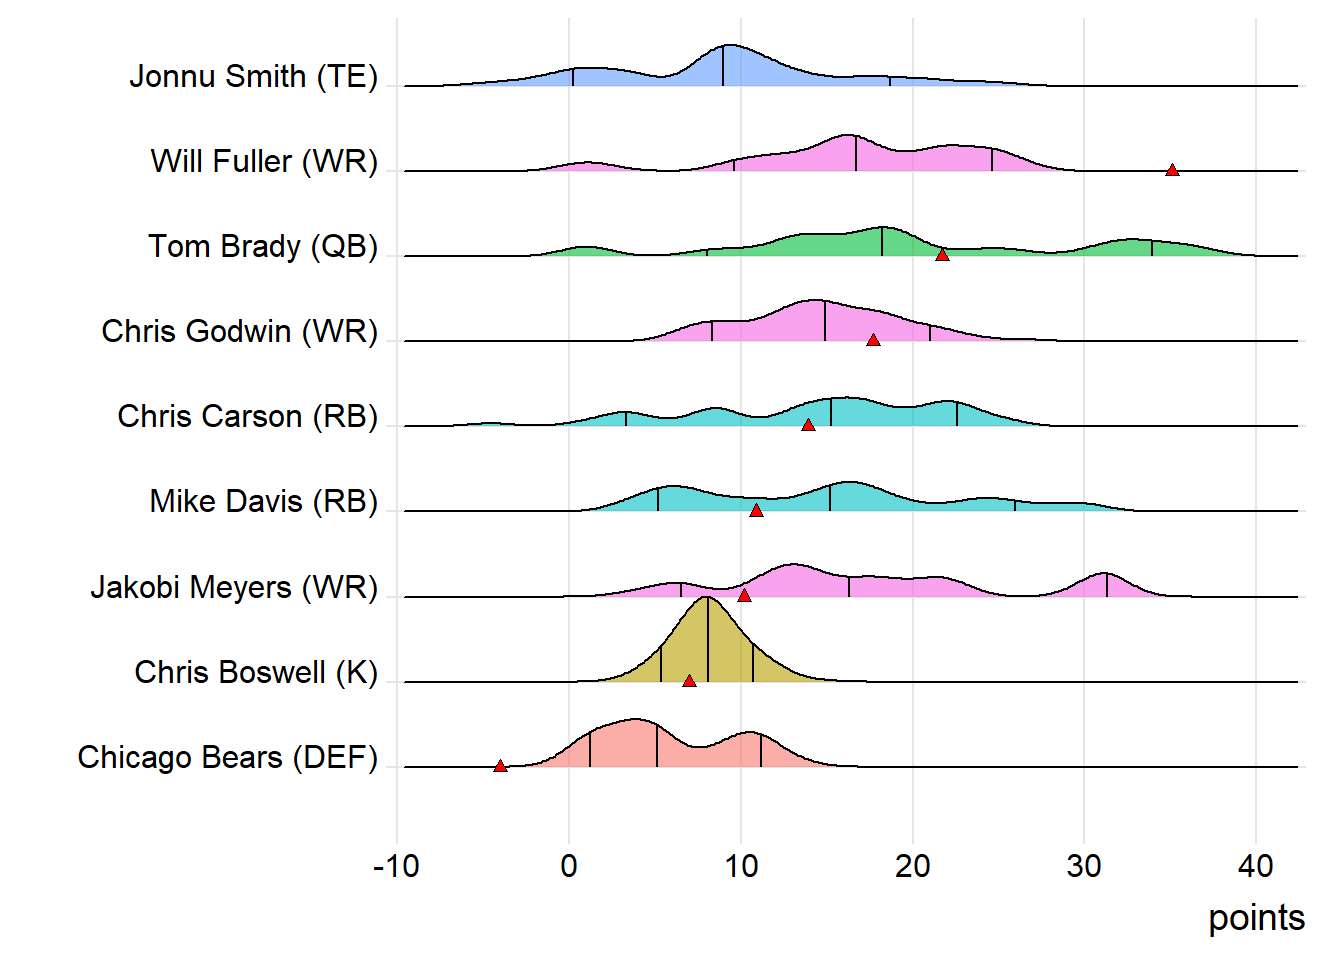 Jonnu Smith (TE)
Will Fuller (WR)
Tom Brady (QB)
Chris Godwin (WR)
Chris Carson (RB)
Mike Davis (RB)
Jakobi Meyers (WR)
Chris Boswell (K)
Chicago Bears (DEF)
-10 0 10 20 30 40
points